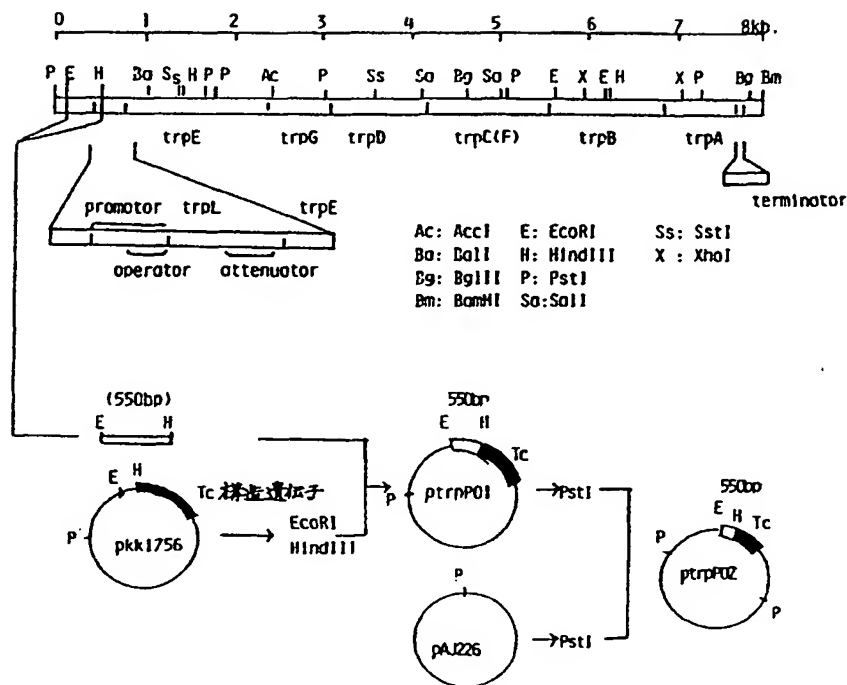 0 1 2 3 4 5 6 7 8kb.
P E H Ba Ss H P P Ac P Ss Sa Bg Sa P E X E H X P Bg Bm
trpE trpG trpD trpC(F) trpB trpA
terminator
promotor trpL trpE
operator attenuator
Ac: AccI E: EcoRI Ss: SstI
Ba: BalI H: HindIII X : XhoI
Bg: BglII P: PstI
Bm: BamHI Sa:SalI
(550bp)
E H
E H
Tc 耐性遺伝子
P
pkk1756
EcoRI
HindIII
550bp
E H
Tc
P
ptrpP01
PstI
P
pAJ226
PstI
550bp
E H Tc
P
ptrpP02
P